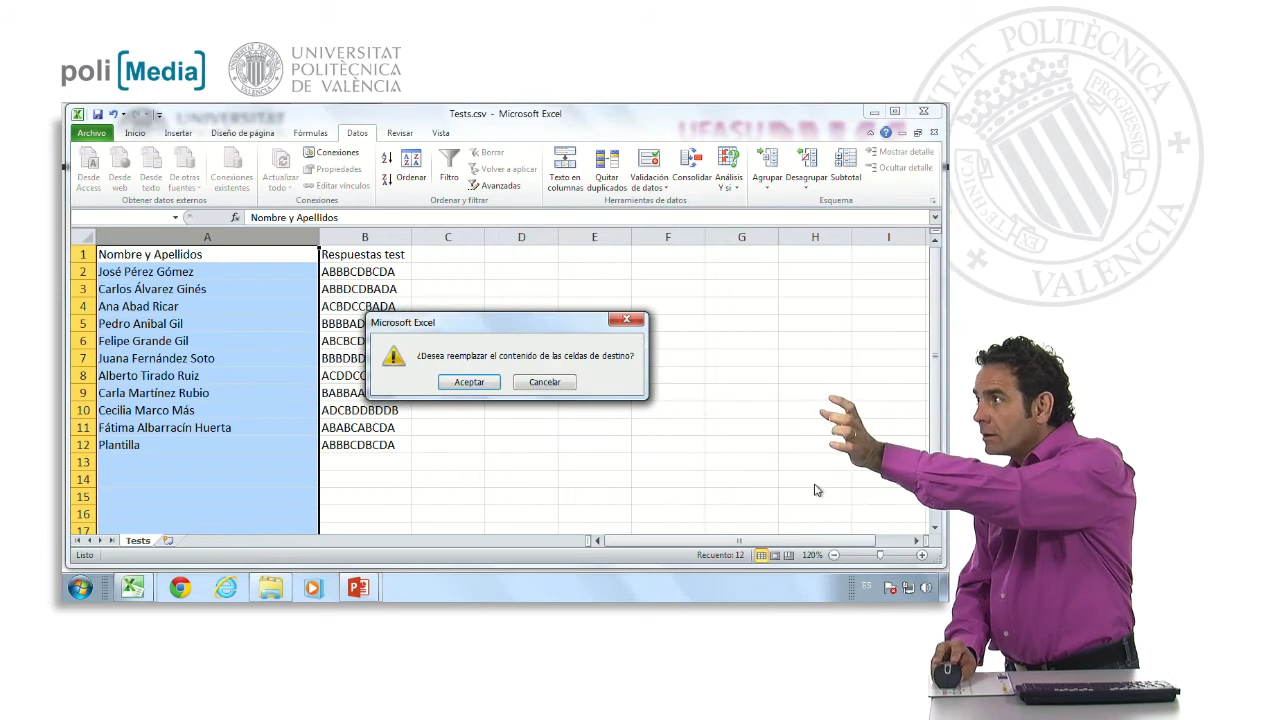 poli[Media]
UNIVERSITAT
POLITÈCNICA
DE VALÈNCIA
Tests.csv - Microsoft Excel
Archivo Inicio Insertar Diseño de página Fórmulas Datos Revisar Vista
Desde Access
Desde web
Desde texto
De otras fuentes
Conexiones existentes
Obtener datos externos
Actualizar todo
Conexiones
Propiedades
Editar vínculos
Conexiones
Ordenar
Filtro
Borrar
Volver a aplicar
Avanzadas
Ordenar y filtrar
Texto en columnas
Quitar duplicados
Validación de datos
Consolidar
Análisis Y si
Herramientas de datos
Agrupar
Desagrupar
Subtotal
Mostrar detalle
Ocultar detalle
Esquema
fx Nombre y Apellidos
A B C D E F G H I
1 Nombre y Apellidos Respuestas test
2 José Pérez Gómez ABBBCDBCDA
3 Carlos Álvarez Ginés ABBDCDBADA
4 Ana Abad Ricar ACBDCCBADA
5 Pedro Anibal Gil
6 Felipe Grande Gil
7 Juana Fernández Soto
8 Alberto Tirado Ruiz
9 Carla Martínez Rubio
10 Cecilia Marco Más ADCBDDBDDB
11 Fátima Albarracín Huerta ABABCABCDA
12 Plantilla ABBBCDBCDA
13
14
15
16
17
Microsoft Excel
¿Desea reemplazar el contenido de las celdas de destino?
Aceptar Cancelar
Tests
Listo Recuento: 12 120%
ES